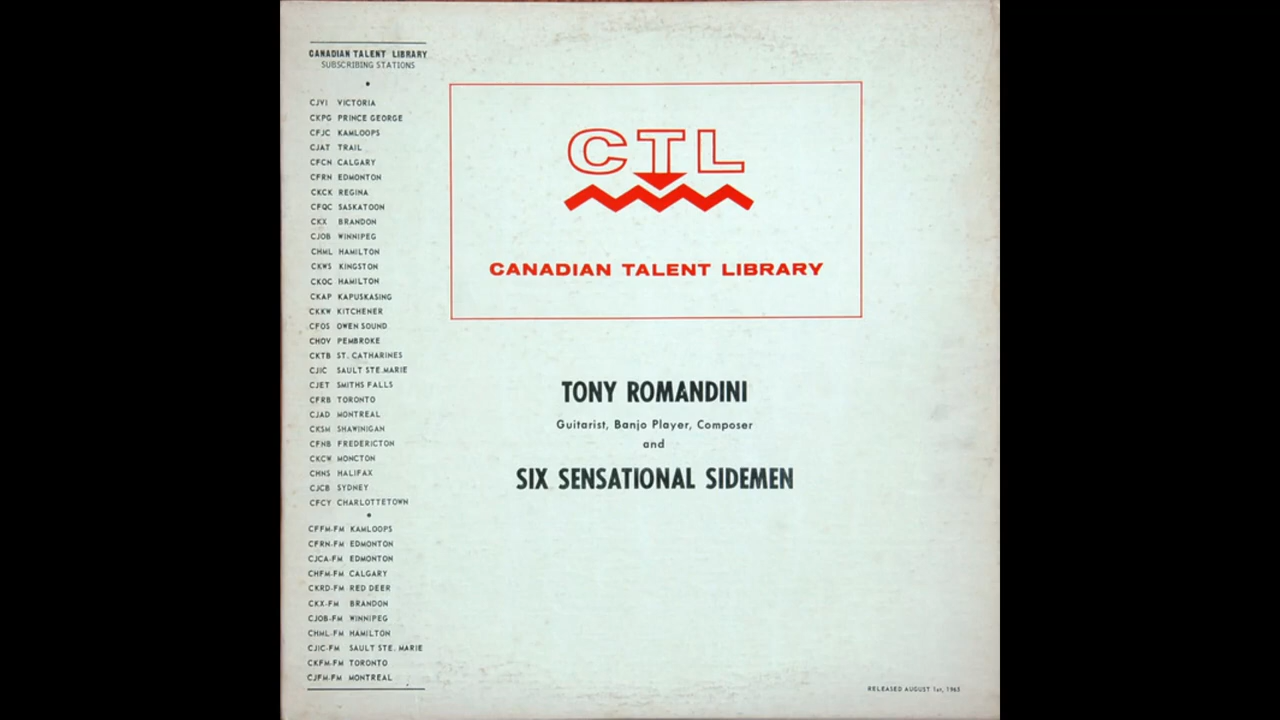 CANADIAN TALENT LIBRARY
SUBSCRIBING STATIONS
CJVI VICTORIA
CKPG PRINCE GEORGE
CFJC KAMLOOPS
CJAT TRAIL
CFCN CALGARY
CFRN EDMONTON
CKCK REGINA
CFQC SASKATOON
CKX BRANDON
CJOB WINNIPEG
CHML HAMILTON
CKWS KINGSTON
CKOC HAMILTON
CKAP KAPUSKASING
CKKW KITCHENER
CFOS OWEN SOUND
CHOV PEMBROKE
CKTB ST. CATHARINES
CJIC SAULT STE. MARIE
CJET SMITHS FALLS
CFRB TORONTO
CJAD MONTREAL
CKSM SHAWINIGAN
CFNB FREDERICTON
CKCW MONCTON
CHNS HALIFAX
CJCB SYDNEY
CFCY CHARLOTTETOWN
CFFM-FM KAMLOOPS
CFRN-FM EDMONTON
CJCA-FM EDMONTON
CHFM-FM CALGARY
CKRD-FM RED DEER
CKX-FM BRANDON
CJOB-FM WINNIPEG
CHML-FM HAMILTON
CJIC-FM SAULT STE. MARIE
CKFM-FM TORONTO
CJFM-FM MONTREAL
CTL
CANADIAN TALENT LIBRARY
TONY ROMANDINI
Guitarist, Banjo Player, Composer
and
SIX SENSATIONAL SIDEMEN
RELEASED AUGUST 1st,